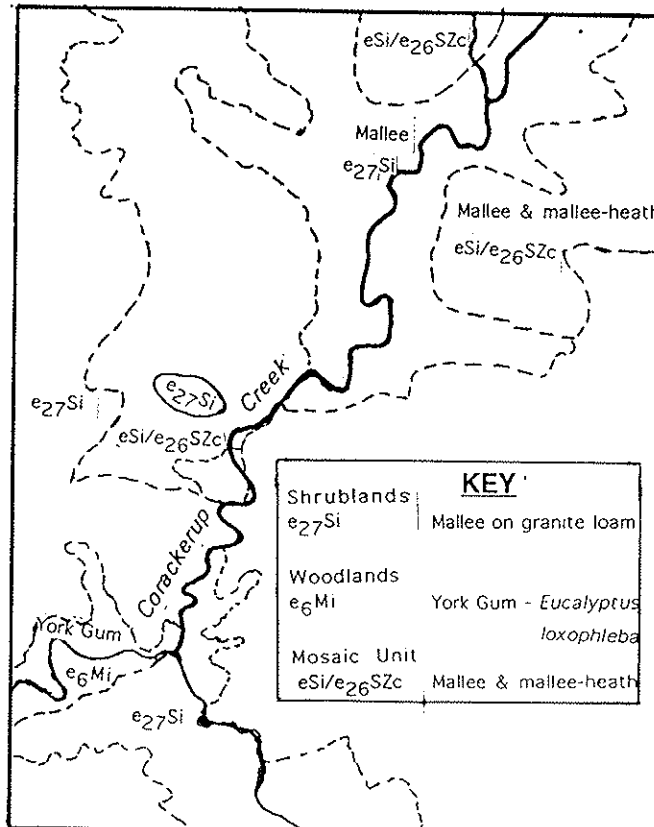 eSi/e26SZc
Mallee
e27Si
Mallee & mallee-heath
eSi/e26SZc
e27Si
e27Si
eSi/e26SZc
Corackerup Creek
York Gum
e6Mi
e27Si
KEY
Shrublands
e27Si Mallee on granite loam
Woodlands
e6Mi York Gum - Eucalyptus
loxophleba
Mosaic Unit
eSi/e26SZc Mallee & mallee-heath